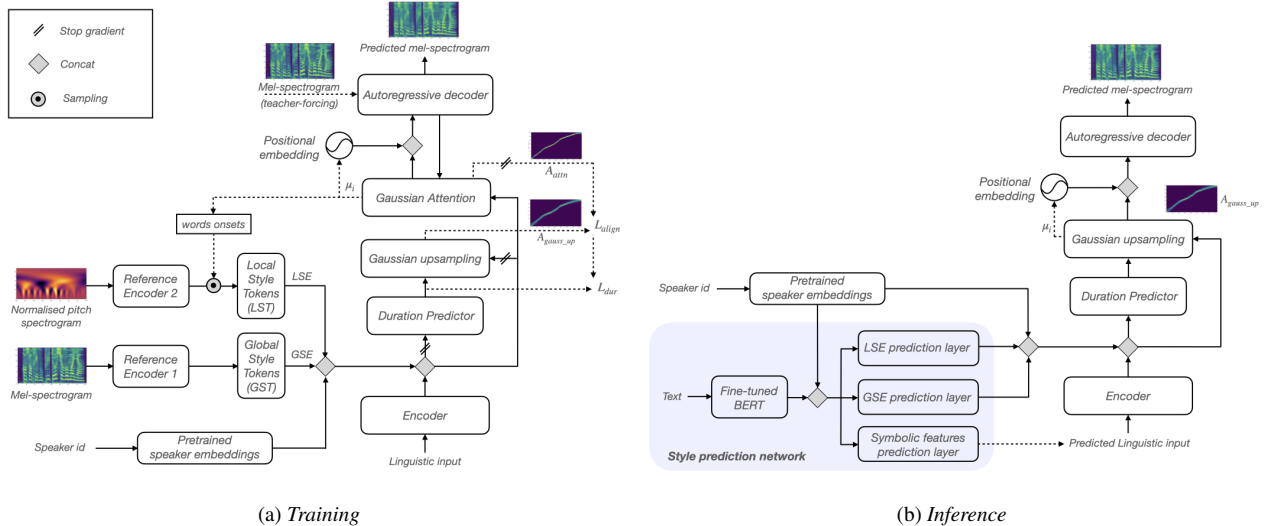 Stop gradient
Concat
Sampling
Predicted mel-spectrogram
Mel-spectrogram
(teacher-forcing)
Autoregressive decoder
Positional
embedding
A_attn
μ_i
Gaussian Attention
words onsets
A_gauss_up
L_align
Gaussian upsampling
L_dur
Normalised pitch
spectrogram
Reference
Encoder 2
Local
Style
Tokens
(LST)
LSE
Duration Predictor
Mel-spectrogram
Reference
Encoder 1
Global
Style
Tokens
(GST)
GSE
Encoder
Speaker id
Pretrained
speaker embeddings
Linguistic input
(a) Training
Predicted mel-spectrogram
Autoregressive decoder
Positional
embedding
μ_i
A_gauss_up
Gaussian upsampling
Speaker id
Pretrained
speaker embeddings
Duration Predictor
LSE prediction layer
Text
Fine-tuned
BERT
GSE prediction layer
Encoder
Symbolic features
prediction layer
Predicted Linguistic input
Style prediction network
(b) Inference